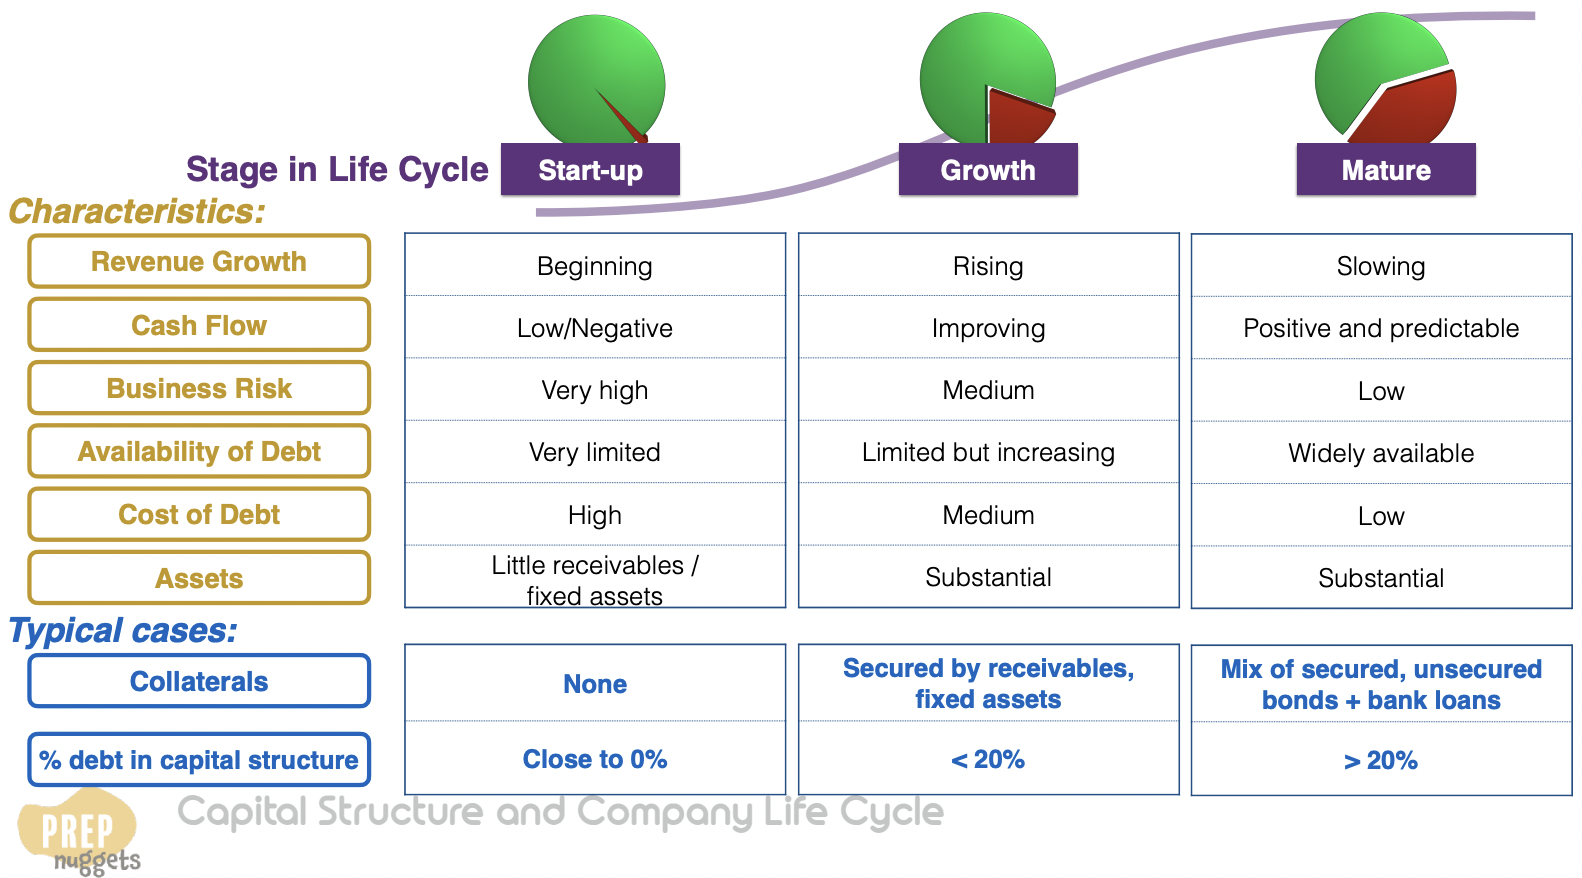 Stage in Life Cycle Start-up Growth Mature
Characteristics:
Revenue Growth Beginning Rising Slowing
Cash Flow Low/Negative Improving Positive and predictable
Business Risk Very high Medium Low
Availability of Debt Very limited Limited but increasing Widely available
Cost of Debt High Medium Low
Assets Little receivables / fixed assets Substantial Substantial
Typical cases:
Collaterals None Secured by receivables, fixed assets Mix of secured, unsecured bonds + bank loans
% debt in capital structure Close to 0% < 20% > 20%
Capital Structure and Company Life Cycle
PREP
nuggets